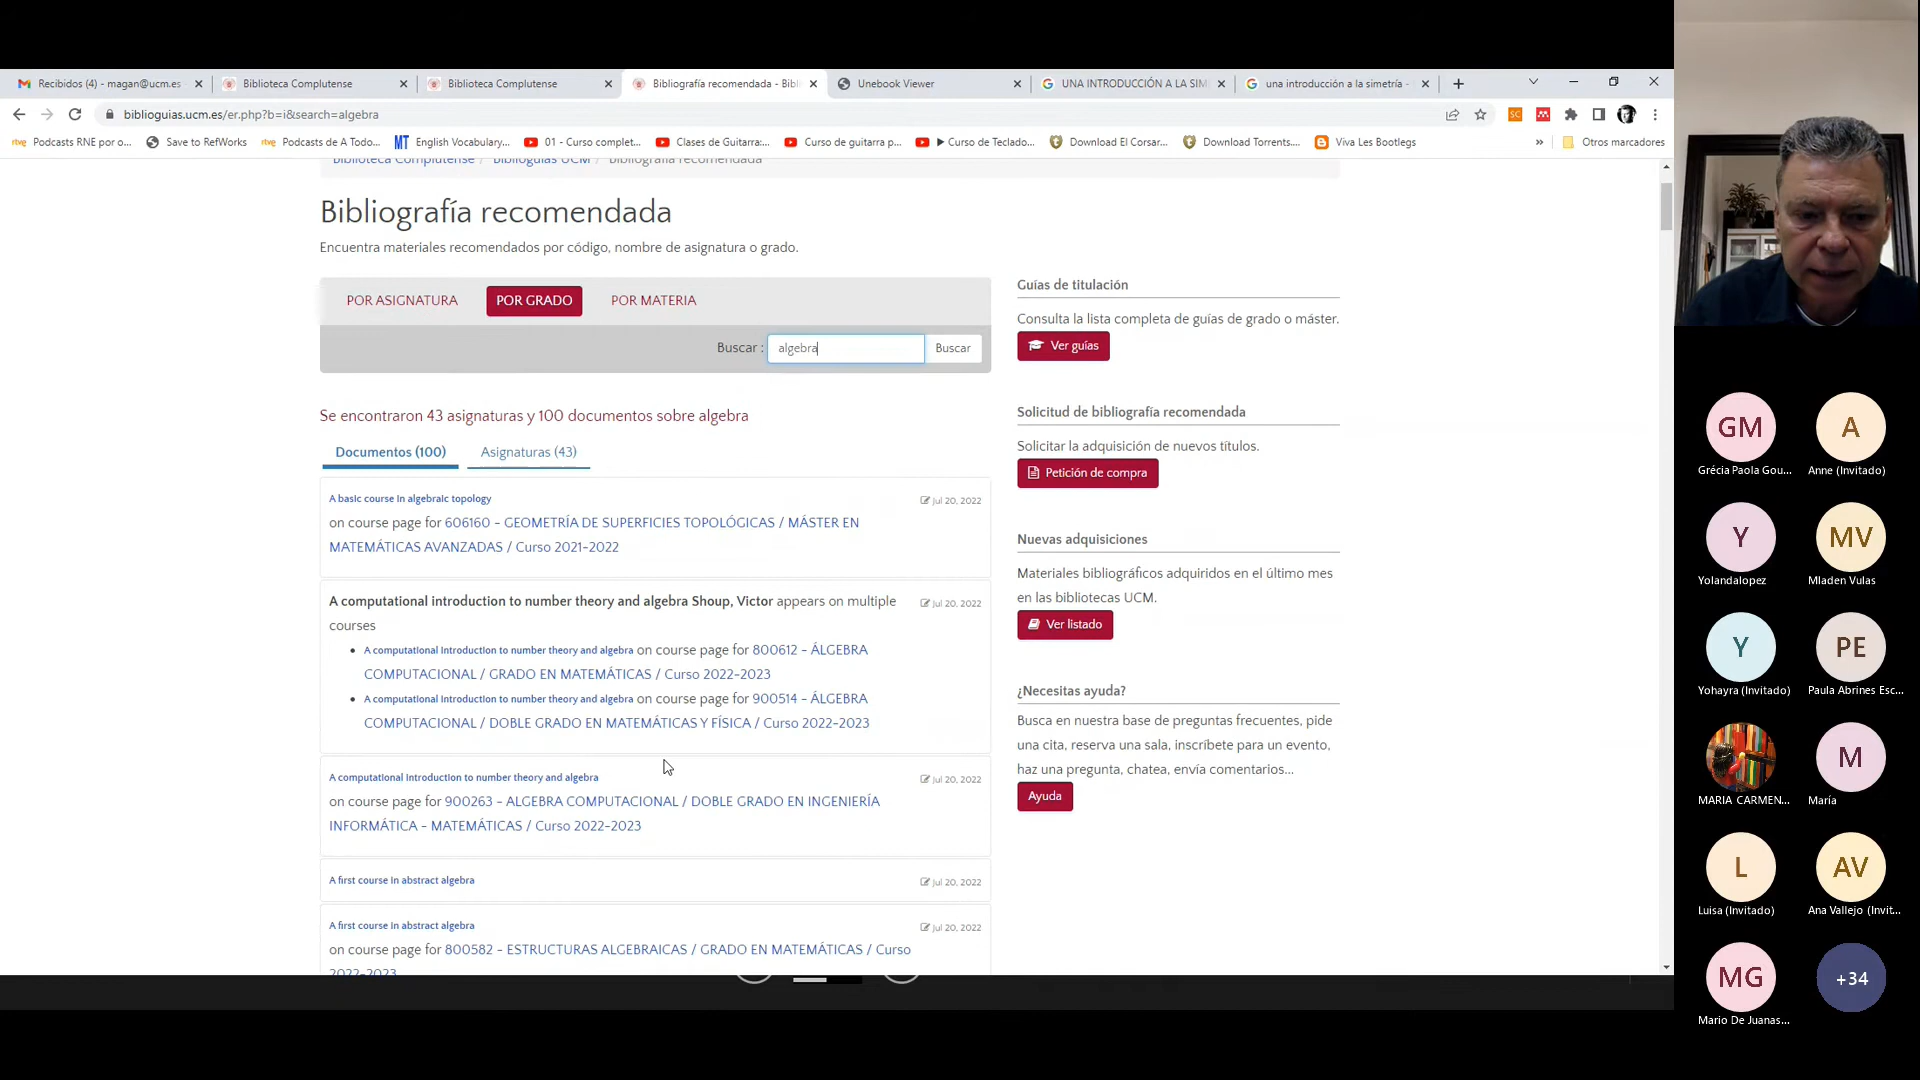 Recibidos (4) - magan@ucm.es
Biblioteca Complutense
Biblioteca Complutense
Bibliografía recomendada - Bibl
Unebook Viewer
UNA INTRODUCCIÓN A LA SIM
una introducción a la simetría -
biblioguias.ucm.es/er.php?b=i&search=algebra
Podcasts RNE por o...
Save to RefWorks
Podcasts de A Todo...
English Vocabulary...
01 - Curso complet...
Clases de Guitarra:...
Curso de guitarra p...
Curso de Teclado...
Download El Corsar...
Download Torrents....
Viva Les Bootlegs
»
Otros marcadores
Biblioteca Complutense / Biblioguías UCM / Bibliografía recomendada
Bibliografía recomendada
Encuentra materiales recomendados por código, nombre de asignatura o grado.
POR ASIGNATURA
POR GRADO
POR MATERIA
Buscar :
algebra
Buscar
Se encontraron 43 asignaturas y 100 documentos sobre algebra
Documentos (100)
Asignaturas (43)
A basic course in algebraic topology
Jul 20, 2022
on course page for 606160 - GEOMETRÍA DE SUPERFICIES TOPOLÓGICAS / MÁSTER EN
MATEMÁTICAS AVANZADAS / Curso 2021-2022
A computational introduction to number theory and algebra Shoup, Victor appears on multiple
courses
Jul 20, 2022
• A computational introduction to number theory and algebra on course page for 800612 - ÁLGEBRA
COMPUTACIONAL / GRADO EN MATEMÁTICAS / Curso 2022-2023
• A computational introduction to number theory and algebra on course page for 900514 - ÁLGEBRA
COMPUTACIONAL / DOBLE GRADO EN MATEMÁTICAS Y FÍSICA / Curso 2022-2023
A computational introduction to number theory and algebra
Jul 20, 2022
on course page for 900263 - ALGEBRA COMPUTACIONAL / DOBLE GRADO EN INGENIERÍA
INFORMÁTICA - MATEMÁTICAS / Curso 2022-2023
A first course in abstract algebra
Jul 20, 2022
A first course in abstract algebra
Jul 20, 2022
on course page for 800582 - ESTRUCTURAS ALGEBRAICAS / GRADO EN MATEMÁTICAS / Curso
2022-2023
Guías de titulación
Consulta la lista completa de guías de grado o máster.
Ver guías
Solicitud de bibliografía recomendada
Solicitar la adquisición de nuevos títulos.
Petición de compra
Nuevas adquisiciones
Materiales bibliográficos adquiridos en el último mes
en las bibliotecas UCM.
Ver listado
¿Necesitas ayuda?
Busca en nuestra base de preguntas frecuentes, pide
una cita, reserva una sala, inscríbete para un evento,
haz una pregunta, chatea, envía comentarios...
Ayuda
GM
Grécia Paola Gou...
A
Anne (Invitado)
Y
Yolandalopez
MV
Mladen Vulas
Y
Yohayra (Invitado)
PE
Paula Abrines Esc...
MARIA CARMEN...
M
María
L
Luisa (Invitado)
AV
Ana Vallejo (Invit...
MG
Mario De Juanas...
+34